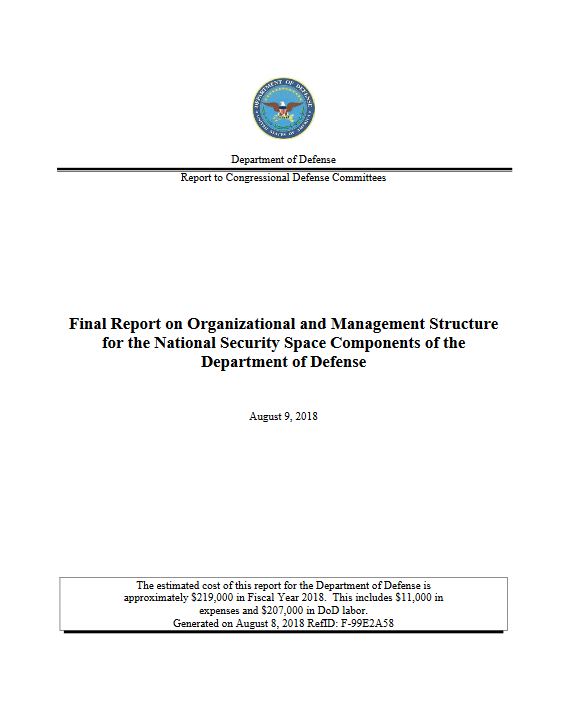 DEPARTMENT OF DEFENSE
UNITED STATES OF AMERICA
Department of Defense
Report to Congressional Defense Committees
Final Report on Organizational and Management Structure
for the National Security Space Components of the
Department of Defense
August 9, 2018
The estimated cost of this report for the Department of Defense is
approximately $219,000 in Fiscal Year 2018.  This includes $11,000 in
expenses and $207,000 in DoD labor.
Generated on August 8, 2018 RefID: F-99E2A58